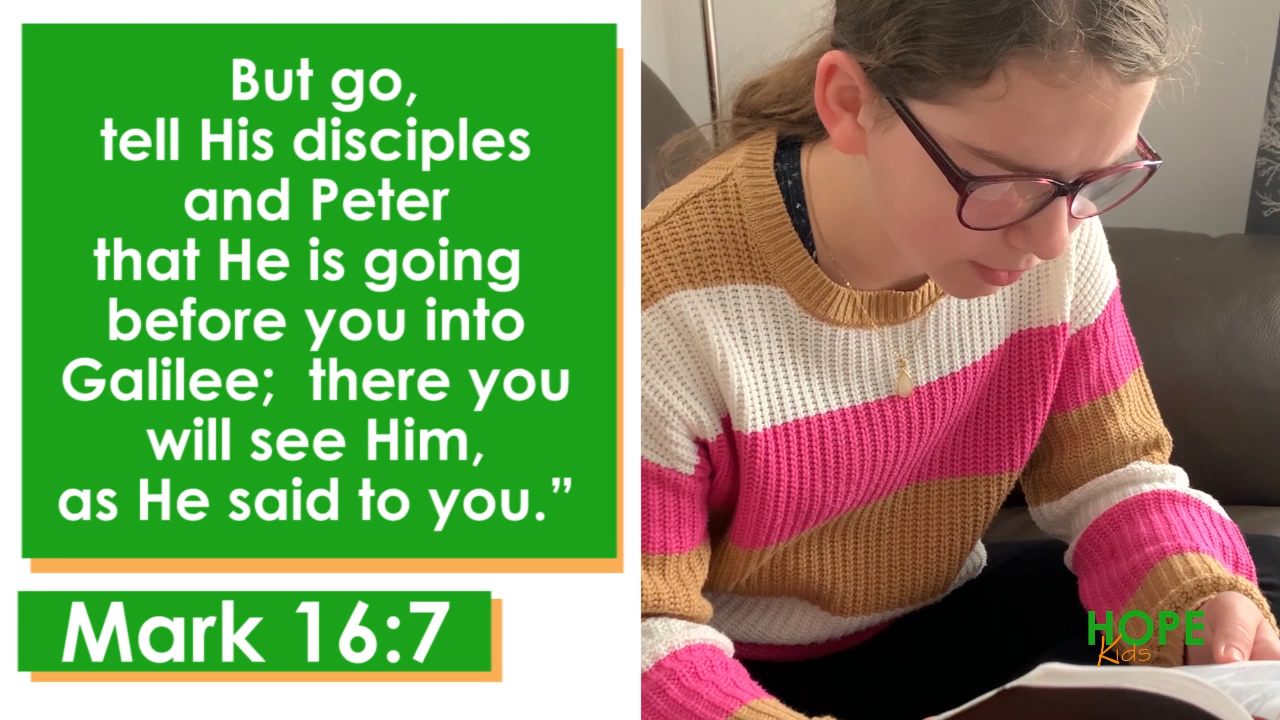 But go,
tell His disciples
and Peter
that He is going
before you into
Galilee;  there you
will see Him,
as He said to you.”
Mark 16:7
HOPE
Kids